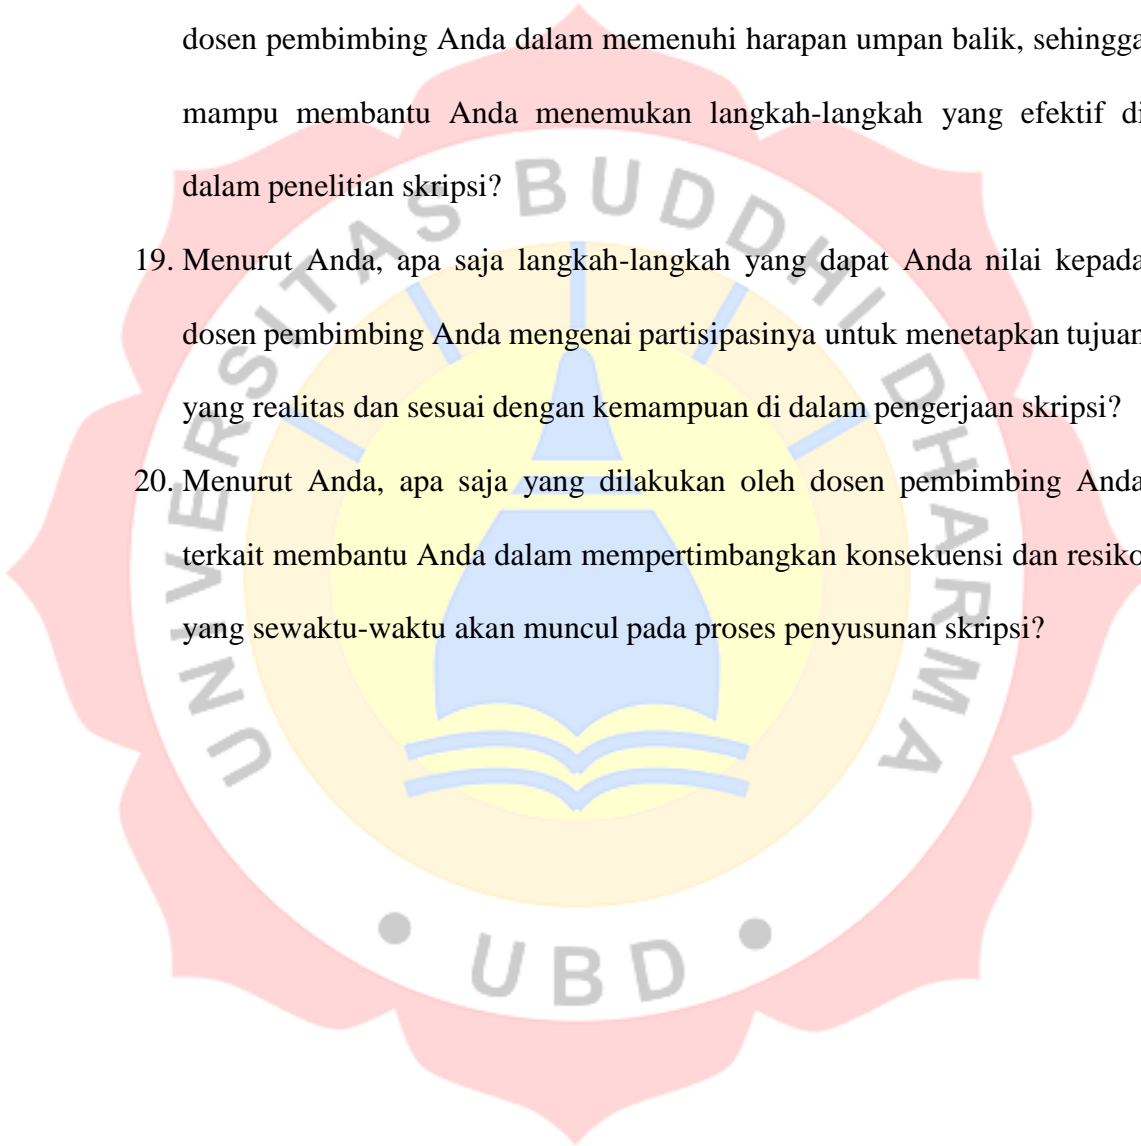 dosen pembimbing Anda dalam memenuhi harapan umpan balik, sehingga
mampu membantu Anda menemukan langkah-langkah yang efektif di
dalam penelitian skripsi?
19. Menurut Anda, apa saja langkah-langkah yang dapat Anda nilai kepada
dosen pembimbing Anda mengenai partisipasinya untuk menetapkan tujuan
yang realitas dan sesuai dengan kemampuan di dalam pengerjaan skripsi?
20. Menurut Anda, apa saja yang dilakukan oleh dosen pembimbing Anda
terkait membantu Anda dalam mempertimbangkan konsekuensi dan resiko
yang sewaktu-waktu akan muncul pada proses penyusunan skripsi?
UNIVERSITAS BUDDHI DHARMA
• UBD •